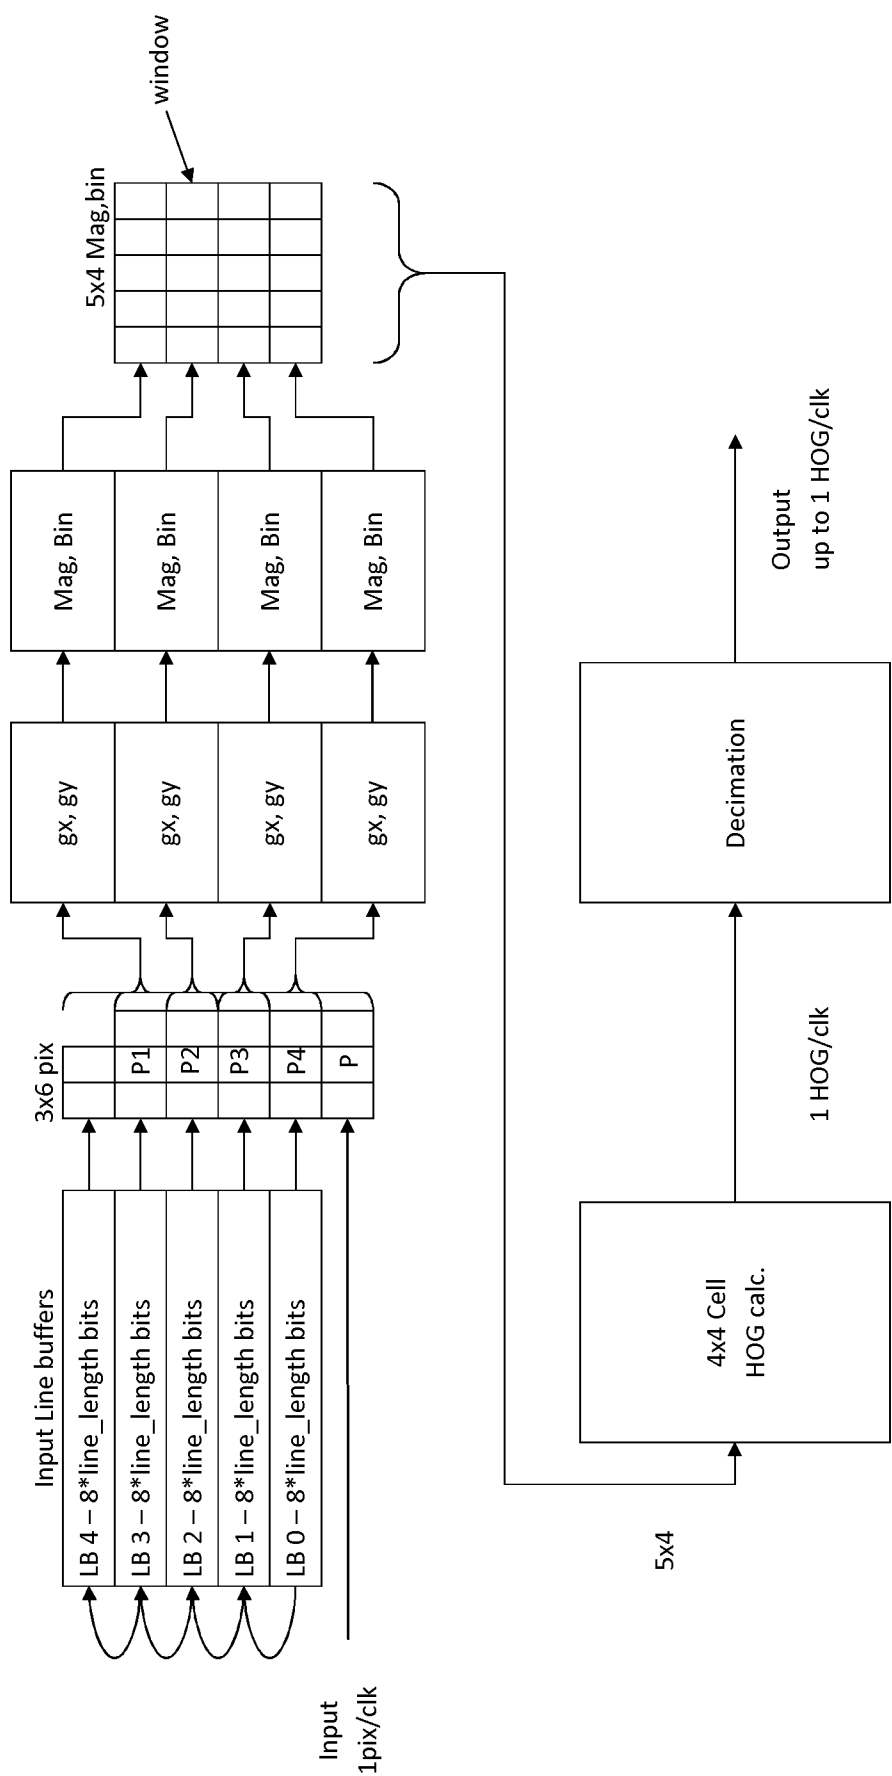 Input Line buffers
LB 4 – 8*line_length bits
LB 3 – 8*line_length bits
LB 2 – 8*line_length bits
LB 1 – 8*line_length bits
LB 0 – 8*line_length bits
Input
1pix/clk
3x6 pix
P1
P2
P3
P4
P
gx, gy
gx, gy
gx, gy
gx, gy
Mag, Bin
Mag, Bin
Mag, Bin
Mag, Bin
5x4 Mag,bin
window
5x4
4x4 Cell
HOG calc.
1 HOG/clk
Decimation
Output
up to 1 HOG/clk